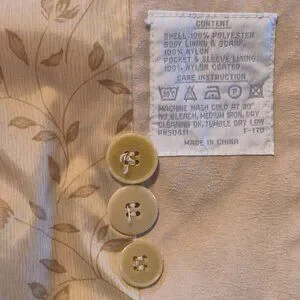 CONTENT
SHELL: 100% POLYESTER
BODY LINING & SCARF:
100% NYLON
POCKET & SLEEVE LINING:
100% NYLON COATED
CARE INSTRUCTION
MACHINE WASH COLD AT 30°
NO BLEACH, MEDIUM IRON, DRY
CLEANING OK, TUMBLE DRY LOW
RN50411 F-170
MADE IN CHINA